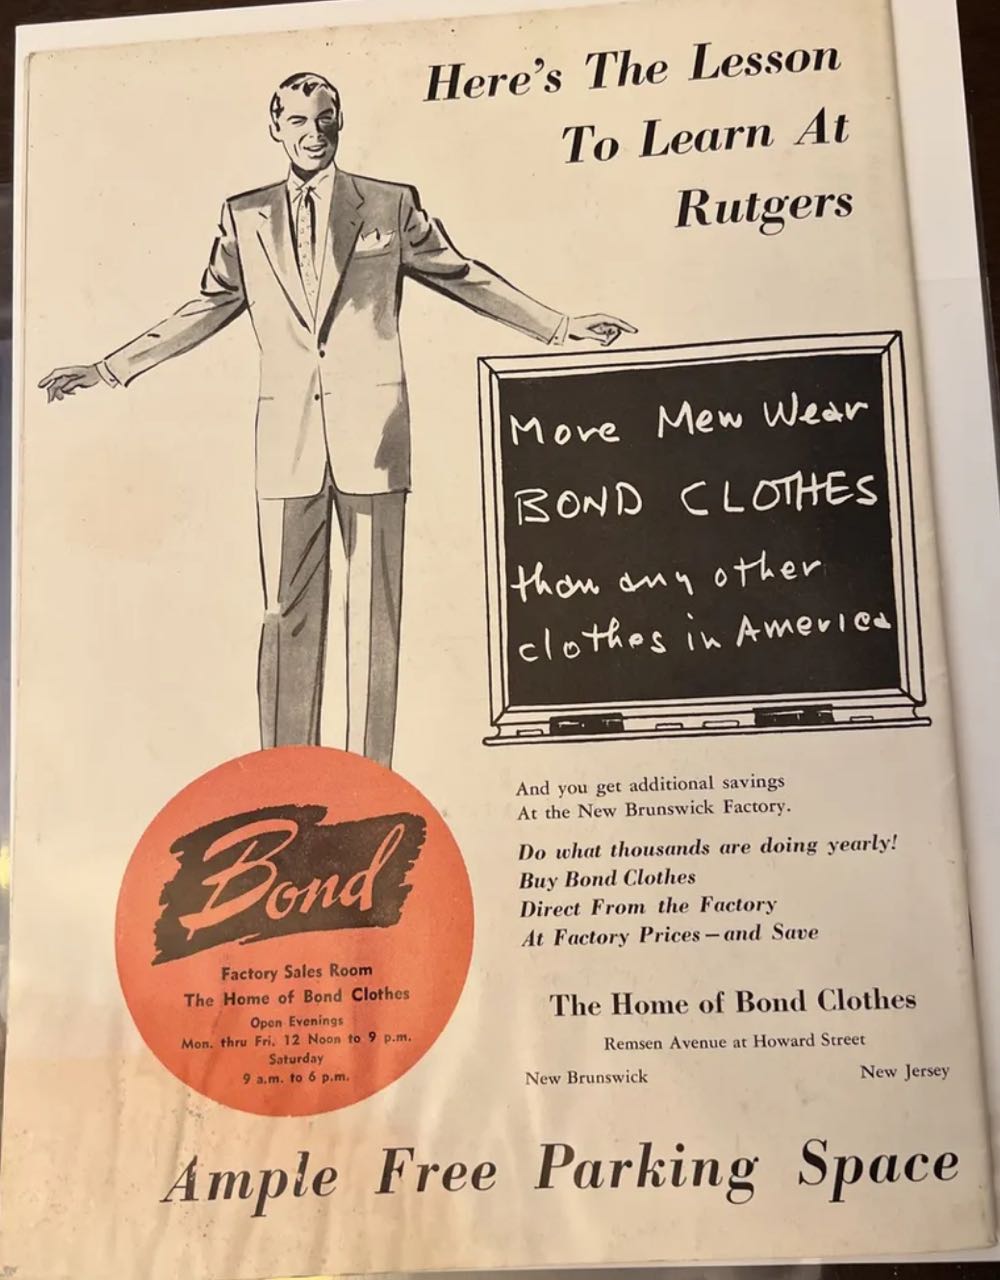 Here's The Lesson
To Learn At
Rutgers
More Men Wear
BOND CLOTHES
than any other
clothes in America
And you get additional savings
At the New Brunswick Factory.
Do what thousands are doing yearly!
Buy Bond Clothes
Direct From the Factory
At Factory Prices—and Save
Bond
Factory Sales Room
The Home of Bond Clothes
Open Evenings
Mon. thru Fri. 12 Noon to 9 p.m.
Saturday
9 a.m. to 6 p.m.
The Home of Bond Clothes
Remsen Avenue at Howard Street
New Brunswick New Jersey
Ample Free Parking Space